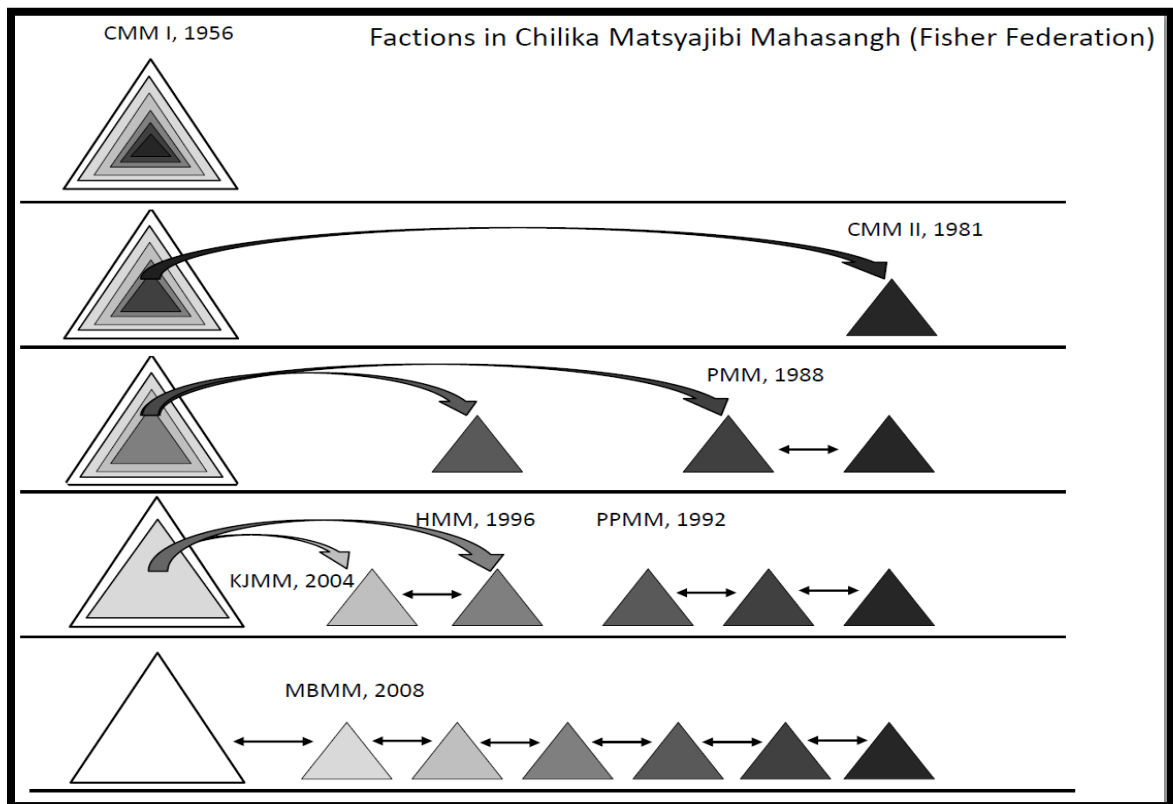 CMM I, 1956
Factions in Chilika Matsyajibi Mahasangh (Fisher Federation)
CMM II, 1981
PMM, 1988
HMM, 1996
PPMM, 1992
KJMM, 2004
MBMM, 2008